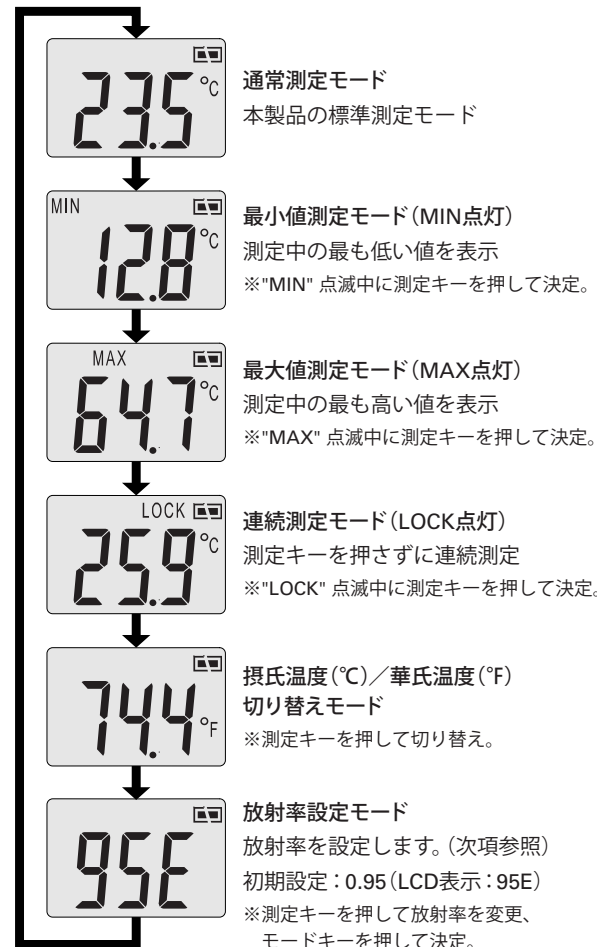 23.5 °C
通常測定モード
本製品の標準測定モード
MIN
12.8 °C
最小値測定モード（MIN点灯）
測定中の最も低い値を表示
※"MIN" 点滅中に測定キーを押して決定。
MAX
64.7 °C
最大値測定モード（MAX点灯）
測定中の最も高い値を表示
※"MAX" 点滅中に測定キーを押して決定。
LOCK
25.9 °C
連続測定モード（LOCK点灯）
測定キーを押さずに連続測定
※"LOCK" 点滅中に測定キーを押して決定。
74.4 °F
摂氏温度（℃）／華氏温度（°F）
切り替えモード
※測定キーを押して切り替え。
95E
放射率設定モード
放射率を設定します。（次項参照）
初期設定：0.95（LCD表示：95E）
※測定キーを押して放射率を変更、
モードキーを押して決定。